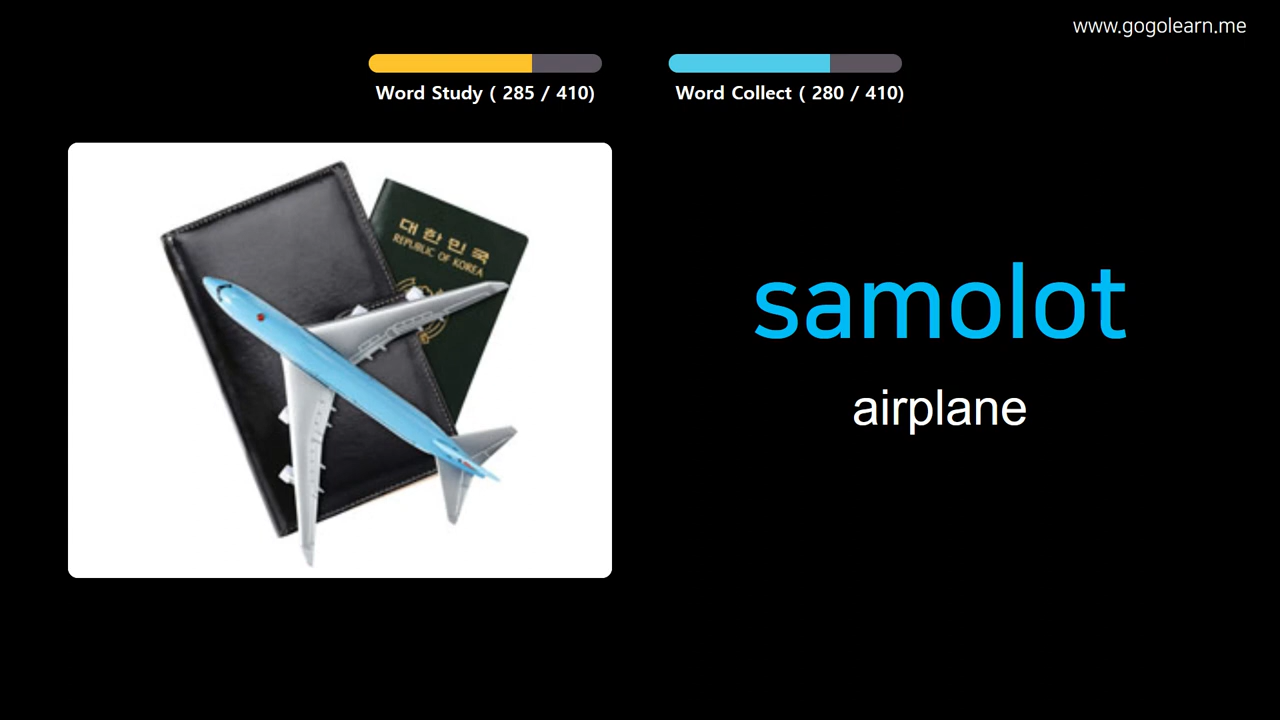 www.gogolearn.me
Word Study ( 285 / 410)
Word Collect ( 280 / 410)
대한민국
REPUBLIC OF KOREA
samolot
airplane